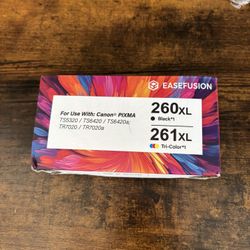 EASEFUSION
For Use With: Canon® PIXMA
TS5320 / TS6420 / TS6420a,
TR7020 / TR7020a
260XL
Black*1
261XL
Tri-Color*1